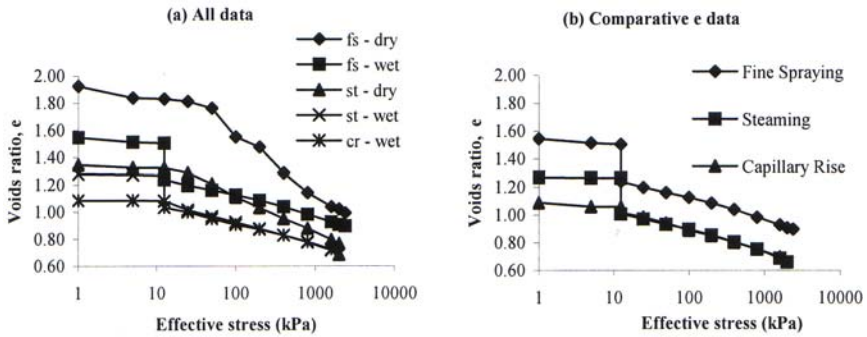 (a) All data
fs - dry
fs - wet
st - dry
st - wet
cr - wet
Voids ratio, e
2.00
1.80
1.60
1.40
1.20
1.00
0.80
0.60
1 10 100 1000 10000
Effective stress (kPa)
(b) Comparative e data
Fine Spraying
Steaming
Capillary Rise
Voids ratio, e
2.00
1.80
1.60
1.40
1.20
1.00
0.80
0.60
1 10 100 1000 10000
Effective stress (kPa)